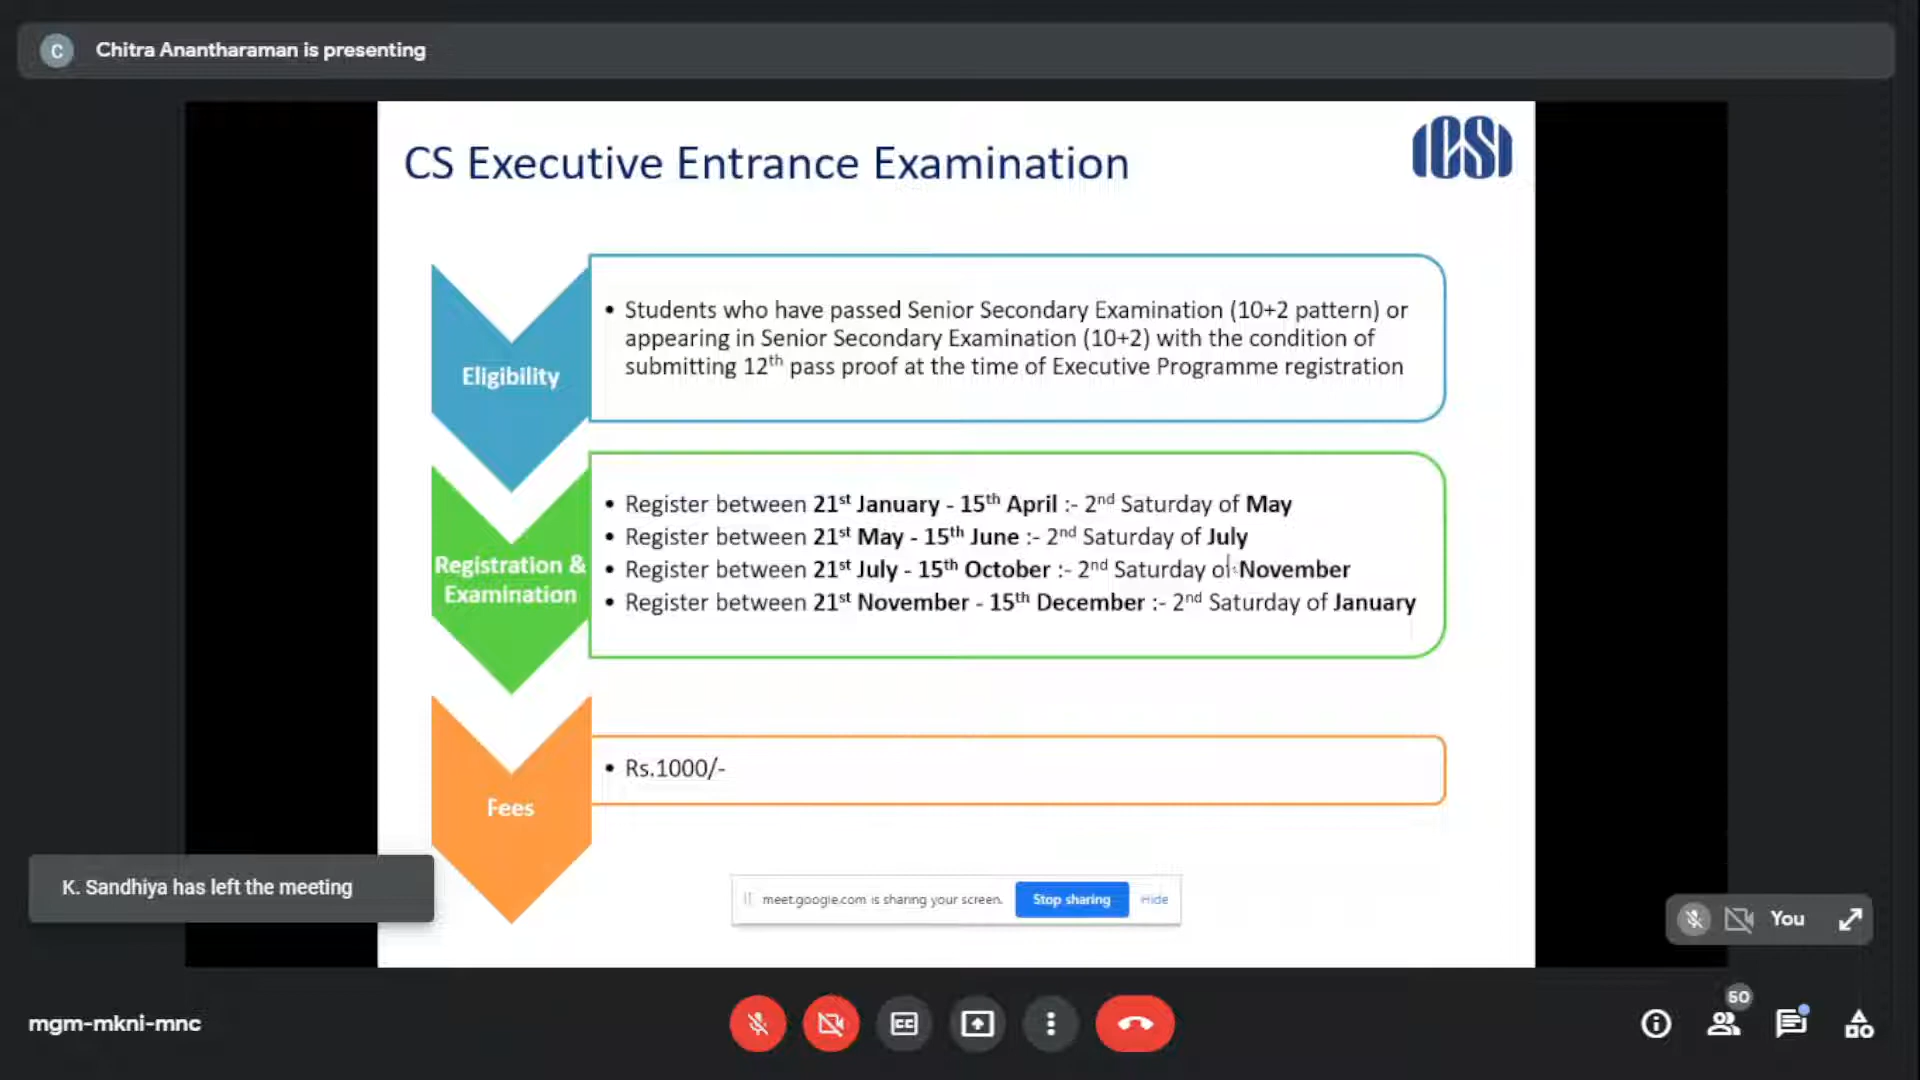 C
Chitra Anantharaman is presenting
CS Executive Entrance Examination
ICSI
Eligibility
• Students who have passed Senior Secondary Examination (10+2 pattern) or
appearing in Senior Secondary Examination (10+2) with the condition of
submitting 12th pass proof at the time of Executive Programme registration
Registration &
Examination
• Register between 21st January - 15th April :- 2nd Saturday of May
• Register between 21st May - 15th June :- 2nd Saturday of July
• Register between 21st July - 15th October :- 2nd Saturday of November
• Register between 21st November - 15th December :- 2nd Saturday of January
Fees
• Rs.1000/-
K. Sandhiya has left the meeting
meet.google.com is sharing your screen.
Stop sharing
Hide
You
mgm-mkni-mnc
CC
50